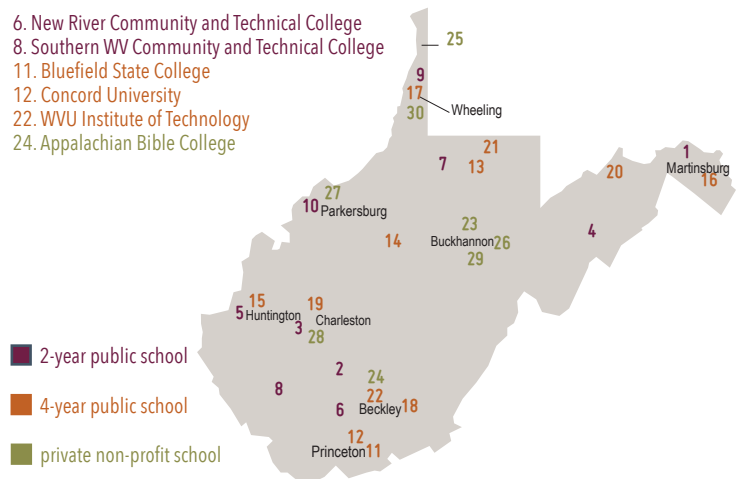 6. New River Community and Technical College
8. Southern WV Community and Technical College
11. Bluefield State College
12. Concord University
22. WVU Institute of Technology
24. Appalachian Bible College
25
9
17
Wheeling
30
21
7
13
1
Martinsburg
20
16
27
10
Parkersburg
23
Buckhannon
26
29
14
4
15
5
Huntington
19
Charleston
3
28
2-year public school
2
24
8
22
6
Beckley
18
4-year public school
12
Princeton
11
private non-profit school